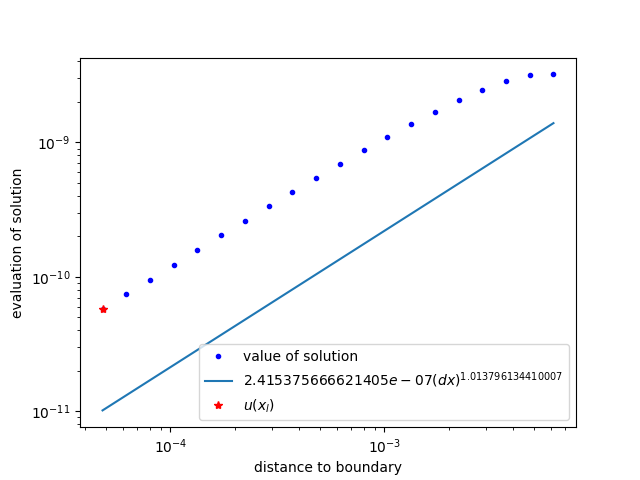 evaluation of solution
10⁻⁹
10⁻¹⁰
10⁻¹¹
value of solution
2.415375666621405e − 07(dx)^1.013796134410007
u(x_l)
10⁻⁴
10⁻³
distance to boundary